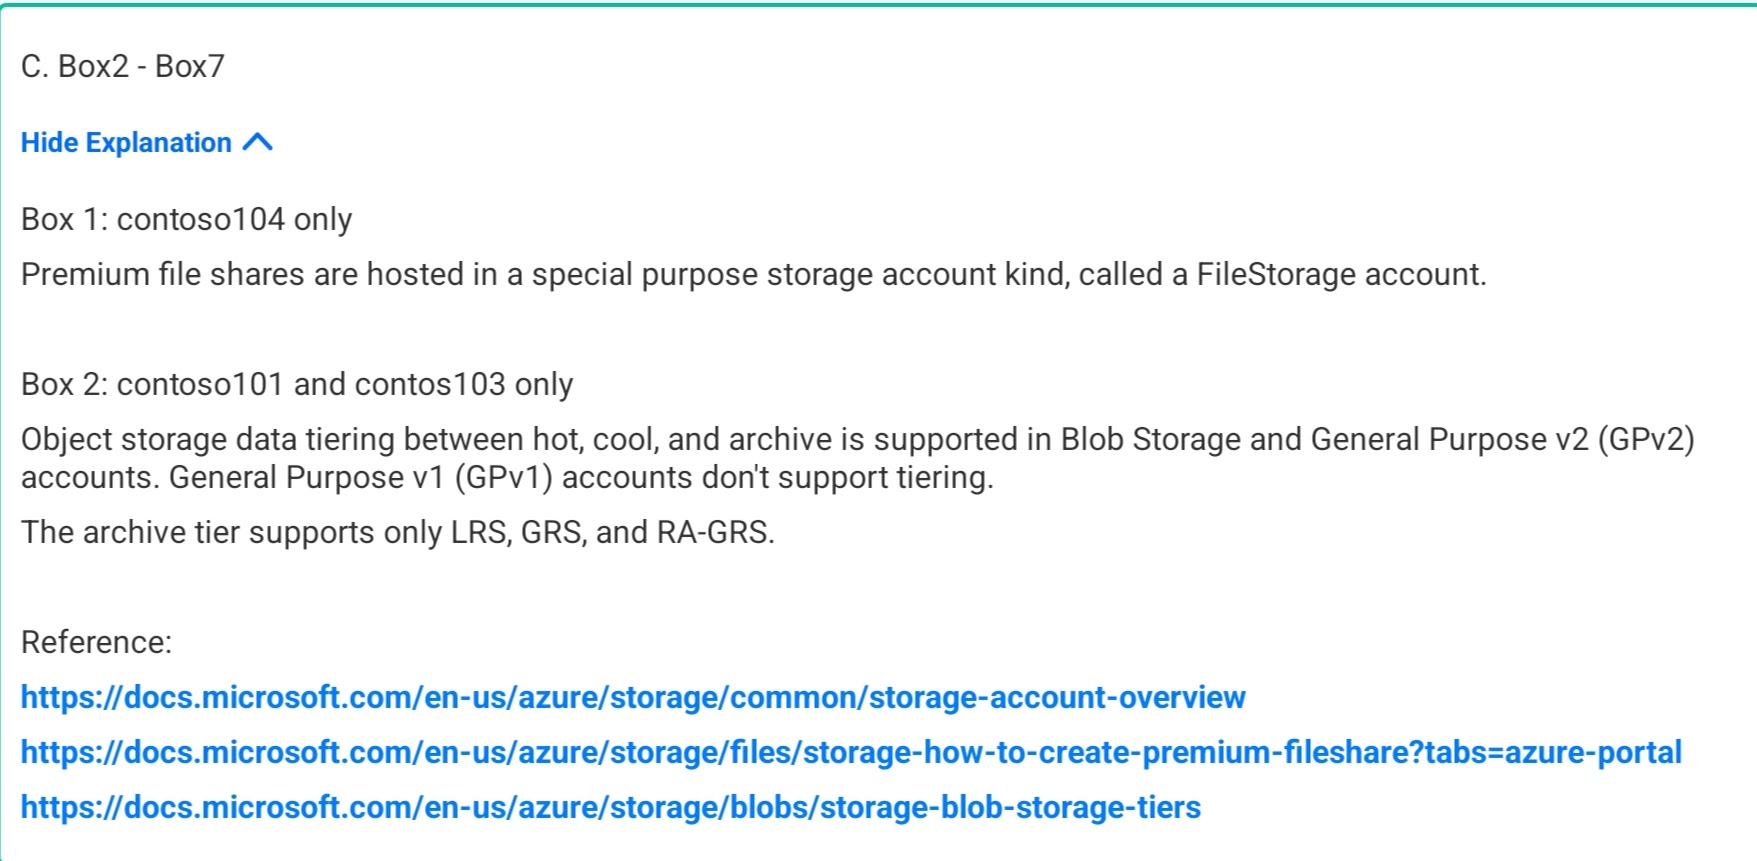 C. Box2 - Box7
Hide Explanation
Box 1: contoso104 only
Premium file shares are hosted in a special purpose storage account kind, called a FileStorage account.
Box 2: contoso101 and contos103 only
Object storage data tiering between hot, cool, and archive is supported in Blob Storage and General Purpose v2 (GPv2)
accounts. General Purpose v1 (GPv1) accounts don't support tiering.
The archive tier supports only LRS, GRS, and RA-GRS.
Reference:
https://docs.microsoft.com/en-us/azure/storage/common/storage-account-overview
https://docs.microsoft.com/en-us/azure/storage/files/storage-how-to-create-premium-fileshare?tabs=azure-portal
https://docs.microsoft.com/en-us/azure/storage/blobs/storage-blob-storage-tiers